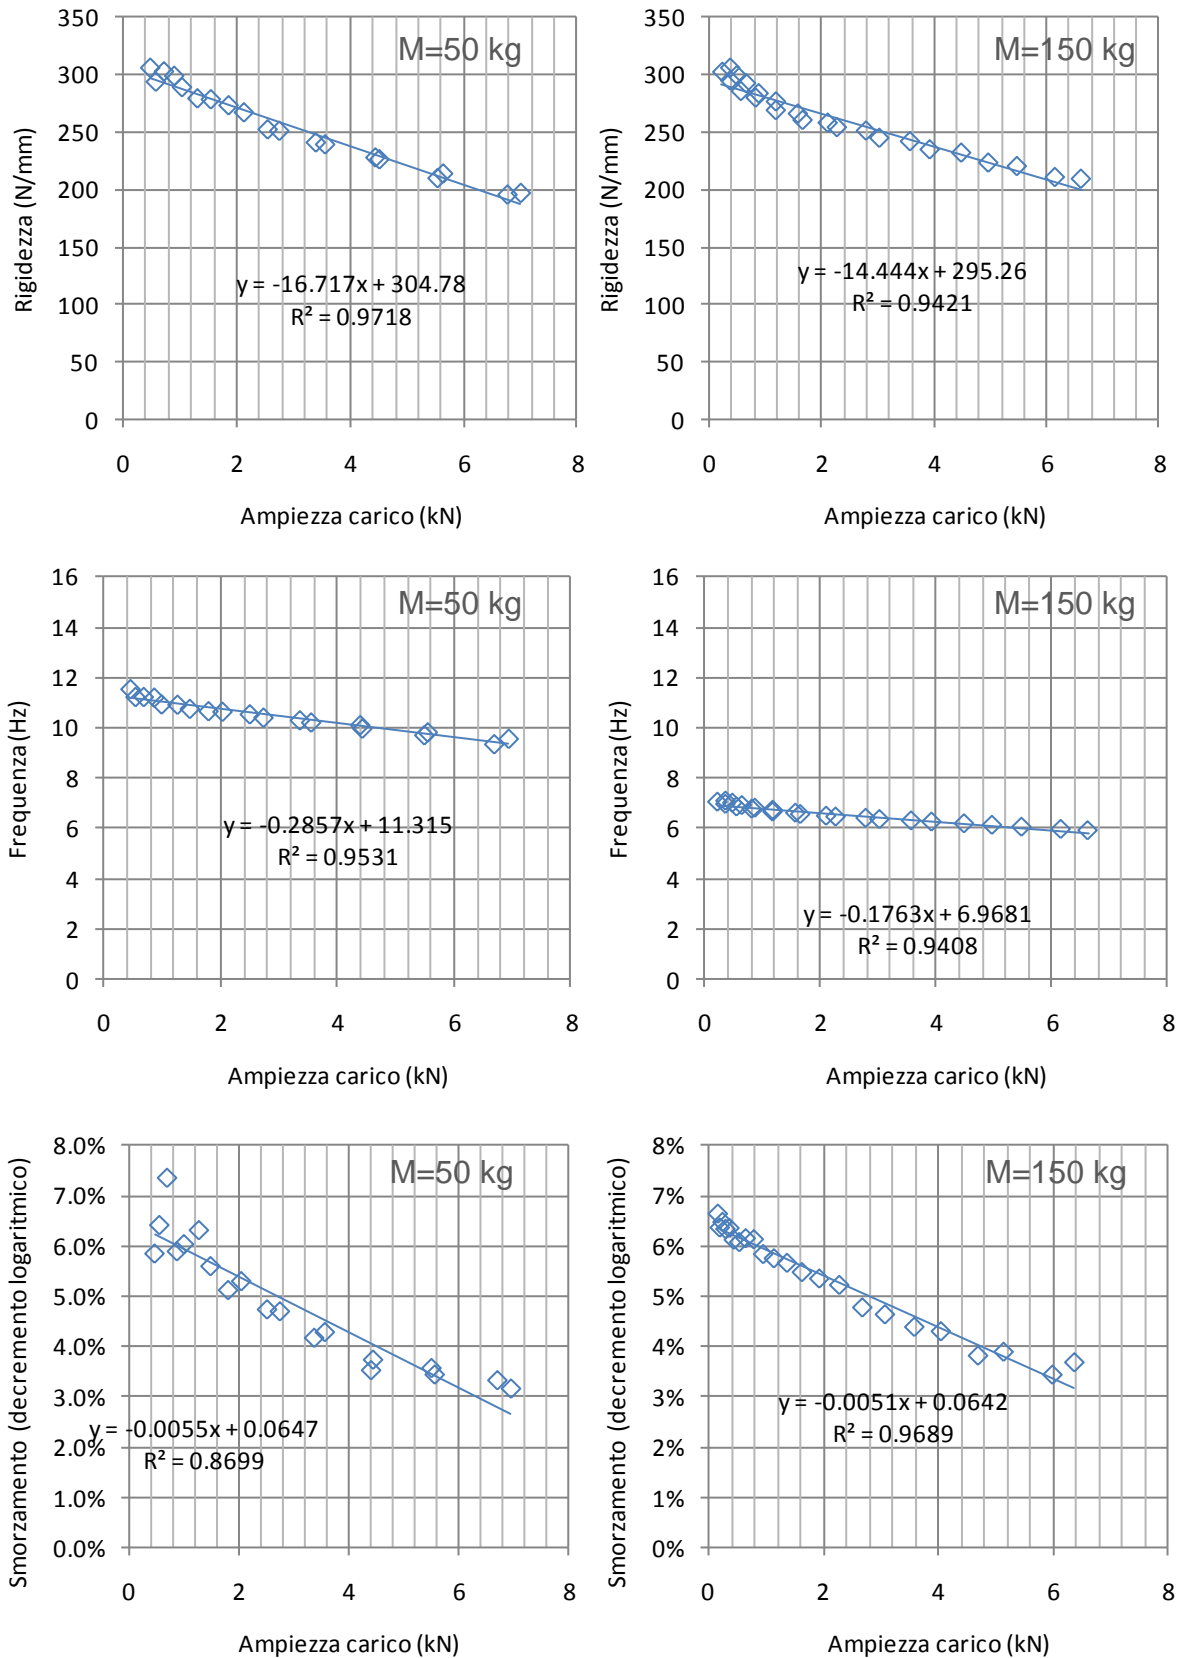 350
300
250
200
150
100
50
0
Rigidezza (N/mm)
M=50 kg
y = -16.717x + 304.78
R² = 0.9718
0 2 4 6 8
Ampiezza carico (kN)
350
300
250
200
150
100
50
0
Rigidezza (N/mm)
M=150 kg
y = -14.444x + 295.26
R² = 0.9421
0 2 4 6 8
Ampiezza carico (kN)
16
14
12
10
8
6
4
2
0
Frequenza (Hz)
M=50 kg
y = -0.2857x + 11.315
R² = 0.9531
0 2 4 6 8
Ampiezza carico (kN)
16
14
12
10
8
6
4
2
0
Frequenza (Hz)
M=150 kg
y = -0.1763x + 6.9681
R² = 0.9408
0 2 4 6 8
Ampiezza carico (kN)
8.0%
7.0%
6.0%
5.0%
4.0%
3.0%
2.0%
1.0%
0.0%
Smorzamento (decremento logaritmico)
M=50 kg
y = -0.0055x + 0.0647
R² = 0.8699
0 2 4 6 8
Ampiezza carico (kN)
8%
7%
6%
5%
4%
3%
2%
1%
0%
Smorzamento (decremento logaritmico)
M=150 kg
y = -0.0051x + 0.0642
R² = 0.9689
0 2 4 6 8
Ampiezza carico (kN)